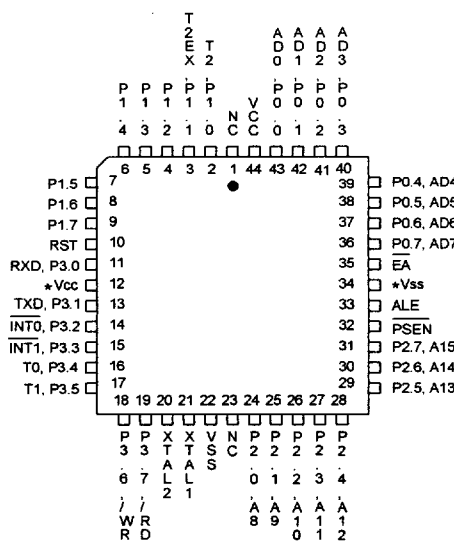 P1.4
P1.3
P1.2
T2EX, P1.1
T2, P1.0
NC
VCC
AD0, P0.0
AD1, P0.1
AD2, P0.2
AD3, P0.3
6 5 4 3 2 1 44 43 42 41 40
P1.5 7
P1.6 8
P1.7 9
RST 10
RXD, P3.0 11
*Vcc 12
TXD, P3.1 13
INT0, P3.2 14
INT1, P3.3 15
T0, P3.4 16
T1, P3.5 17
39 P0.4, AD4
38 P0.5, AD5
37 P0.6, AD6
36 P0.7, AD7
35 EA
34 *Vss
33 ALE
32 PSEN
31 P2.7, A15
30 P2.6, A14
29 P2.5, A13
18 19 20 21 22 23 24 25 26 27 28
P3.6,/WR
P3.7,/RD
XTAL2
XTAL1
VSS
NC
P2.0,A8
P2.1,A9
P2.2,A10
P2.3,A11
P2.4,A12